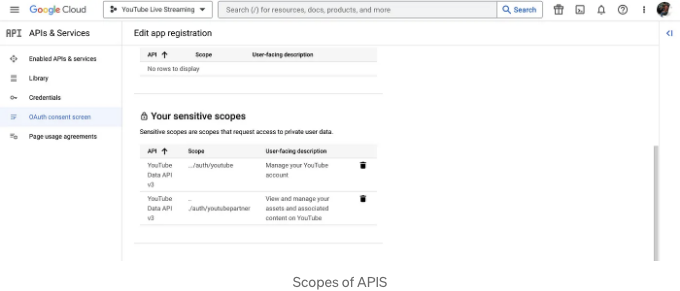 Google Cloud
YouTube Live Streaming
Search (/) for resources, docs, products, and more
Search
API APIs & Services
Edit app registration
Enabled APIs & services
Library
Credentials
OAuth consent screen
Page usage agreements
API ↑ Scope User-facing description
No rows to display
Your sensitive scopes
Sensitive scopes are scopes that request access to private user data.
API ↑ Scope User-facing description
YouTube .../auth/youtube Manage your YouTube
Data API account
v3
YouTube .. View and manage your
Data API ./auth/youtubepartner assets and associated
v3 content on YouTube
Scopes of APIS